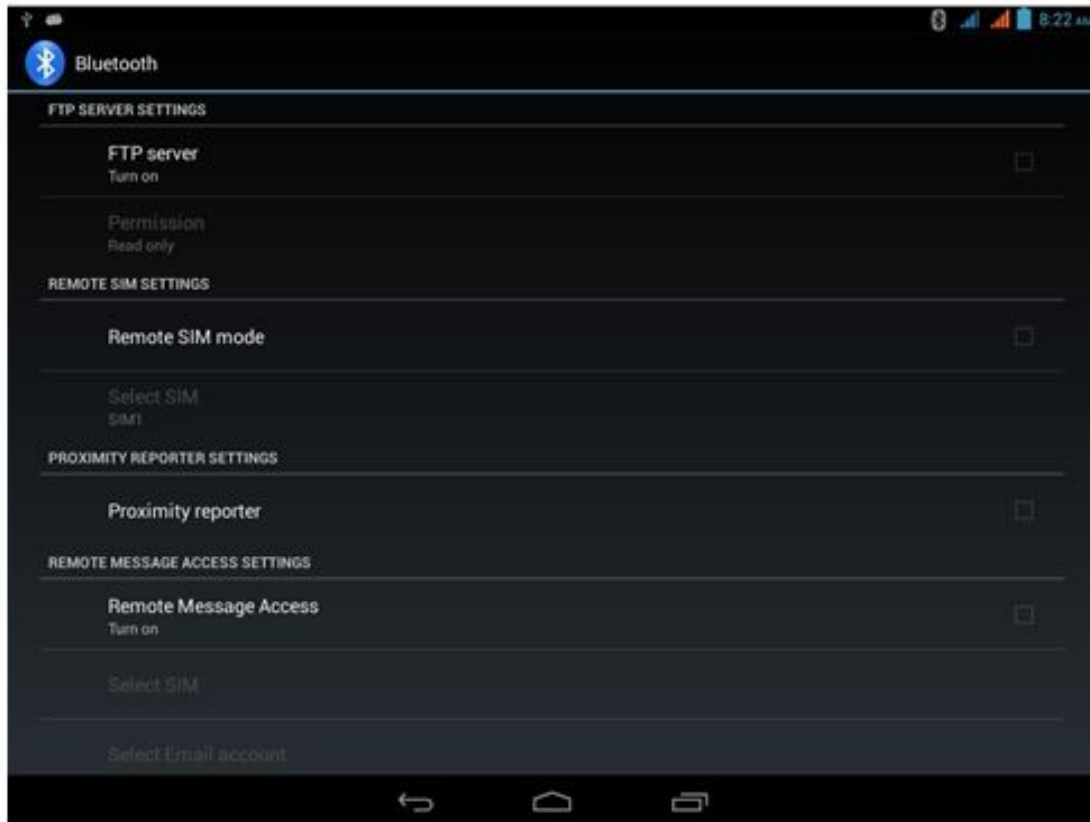 8:22 AM
Bluetooth
FTP SERVER SETTINGS
FTP server
Turn on
Permission
Read only
REMOTE SIM SETTINGS
Remote SIM mode
Select SIM
SIM1
PROXIMITY REPORTER SETTINGS
Proximity reporter
REMOTE MESSAGE ACCESS SETTINGS
Remote Message Access
Turn on
Select SIM
Select Email account